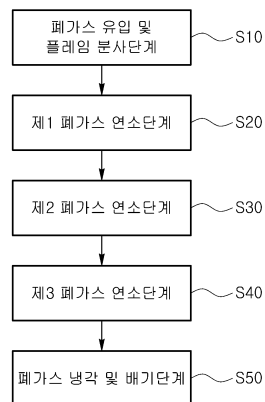 폐가스 유입 및
플레임 분사단계
S10
제1 폐가스 연소단계
S20
제2 폐가스 연소단계
S30
제3 폐가스 연소단계
S40
폐가스 냉각 및 배기단계
S50